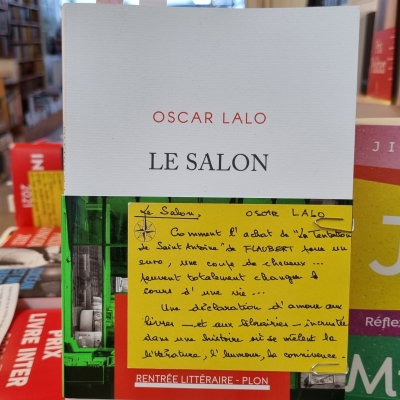 OSCAR LALO
LE SALON
Le Salon. OSCAR LALO
Comment l'achat de "La Tentation
de Saint Antoine" de FLAUBERT pour un
euro, une coupe de cheveux...
peuvent totalement changer le
cours d'une vie...
Une déclaration d'amour aux
livres — et aux librairies — incrustée
dans une histoire où se mêlent la
littérature, l'humour, la connivence.
RENTRÉE LITTÉRAIRE - PLON
PRIX
LIVRE INTER
JI
J
Réflex
M